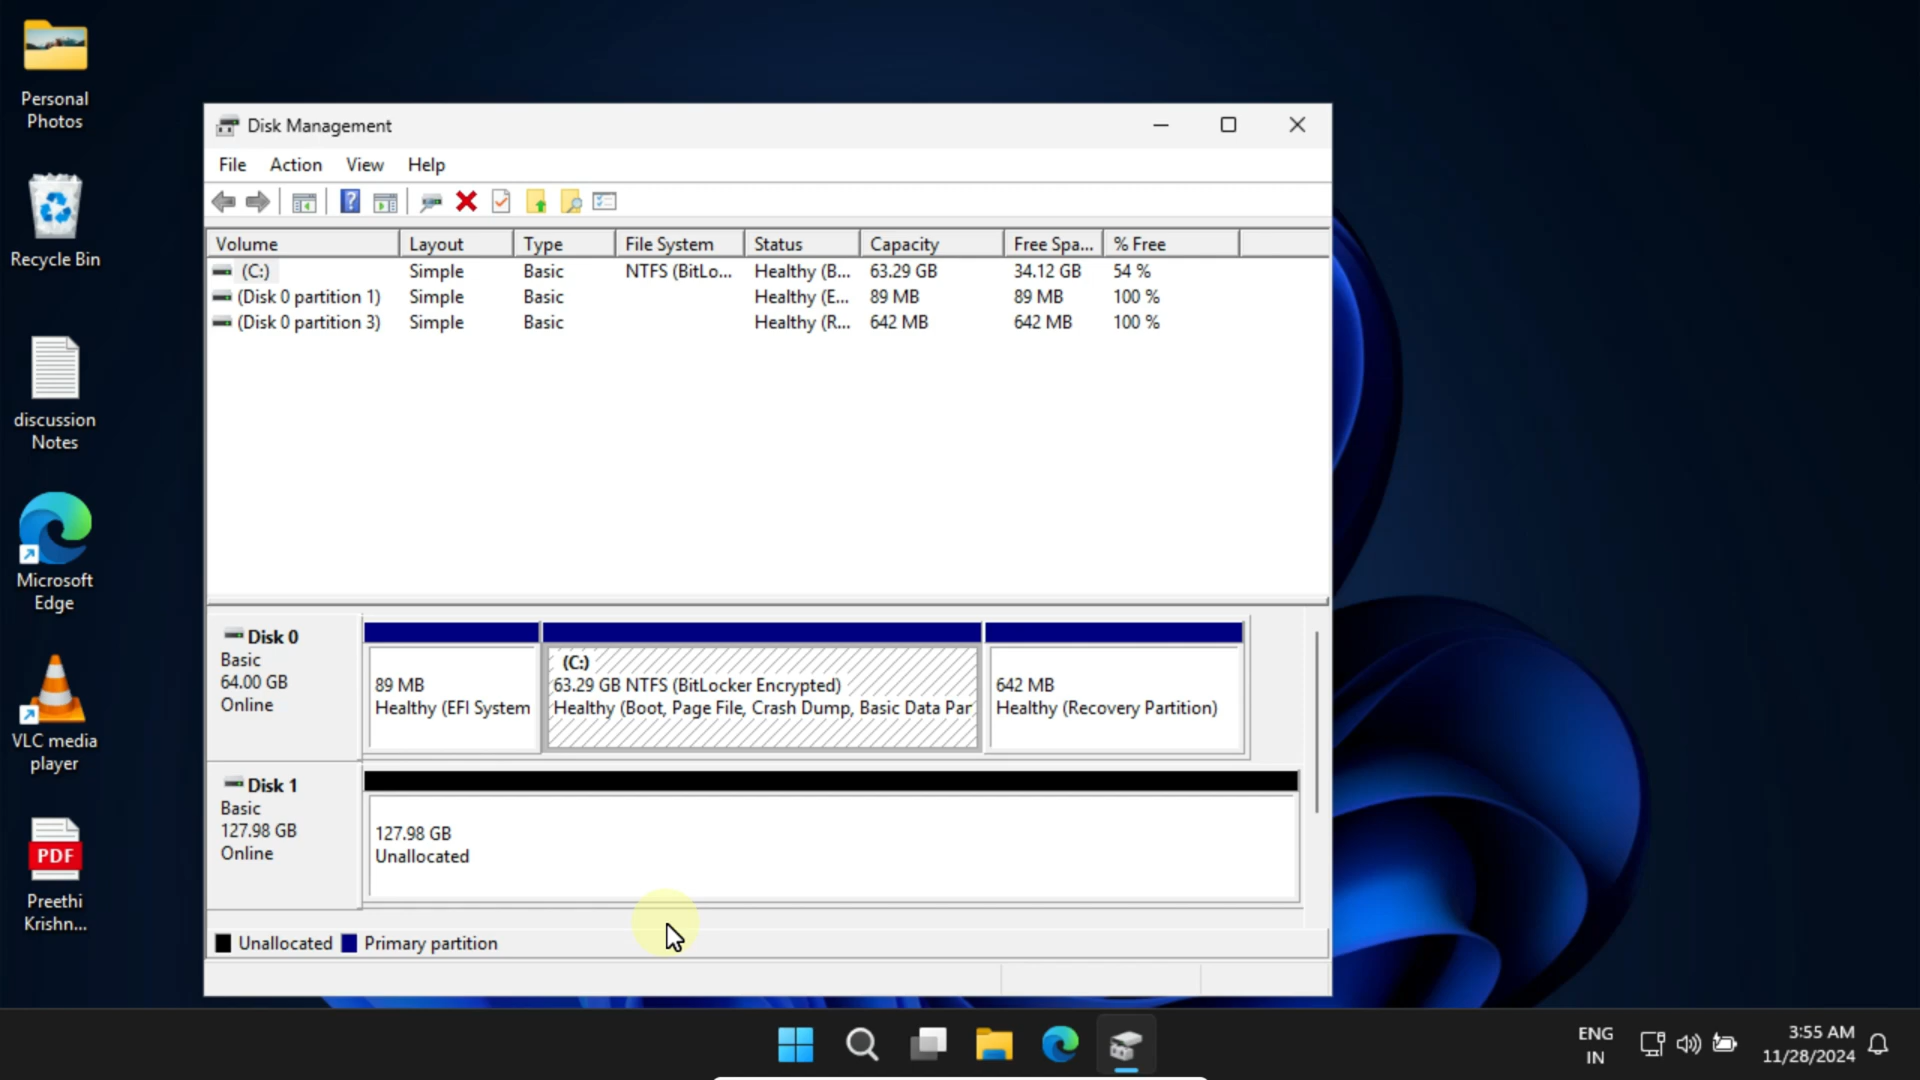 Personal
Photos
Recycle Bin
discussion
Notes
Microsoft
Edge
VLC media
player
PDF
Preethi
Krishn...
Disk Management
File Action View Help
?
Volume Layout Type File System Status Capacity Free Spa... % Free
(C:) Simple Basic NTFS (BitLo... Healthy (B... 63.29 GB 34.12 GB 54 %
(Disk 0 partition 1) Simple Basic Healthy (E... 89 MB 89 MB 100 %
(Disk 0 partition 3) Simple Basic Healthy (R... 642 MB 642 MB 100 %
Disk 0
Basic
64.00 GB
Online
89 MB
Healthy (EFI System
(C:)
63.29 GB NTFS (BitLocker Encrypted)
Healthy (Boot, Page File, Crash Dump, Basic Data Par
642 MB
Healthy (Recovery Partition)
Disk 1
Basic
127.98 GB
Online
127.98 GB
Unallocated
Unallocated Primary partition
ENG
IN
3:55 AM
11/28/2024